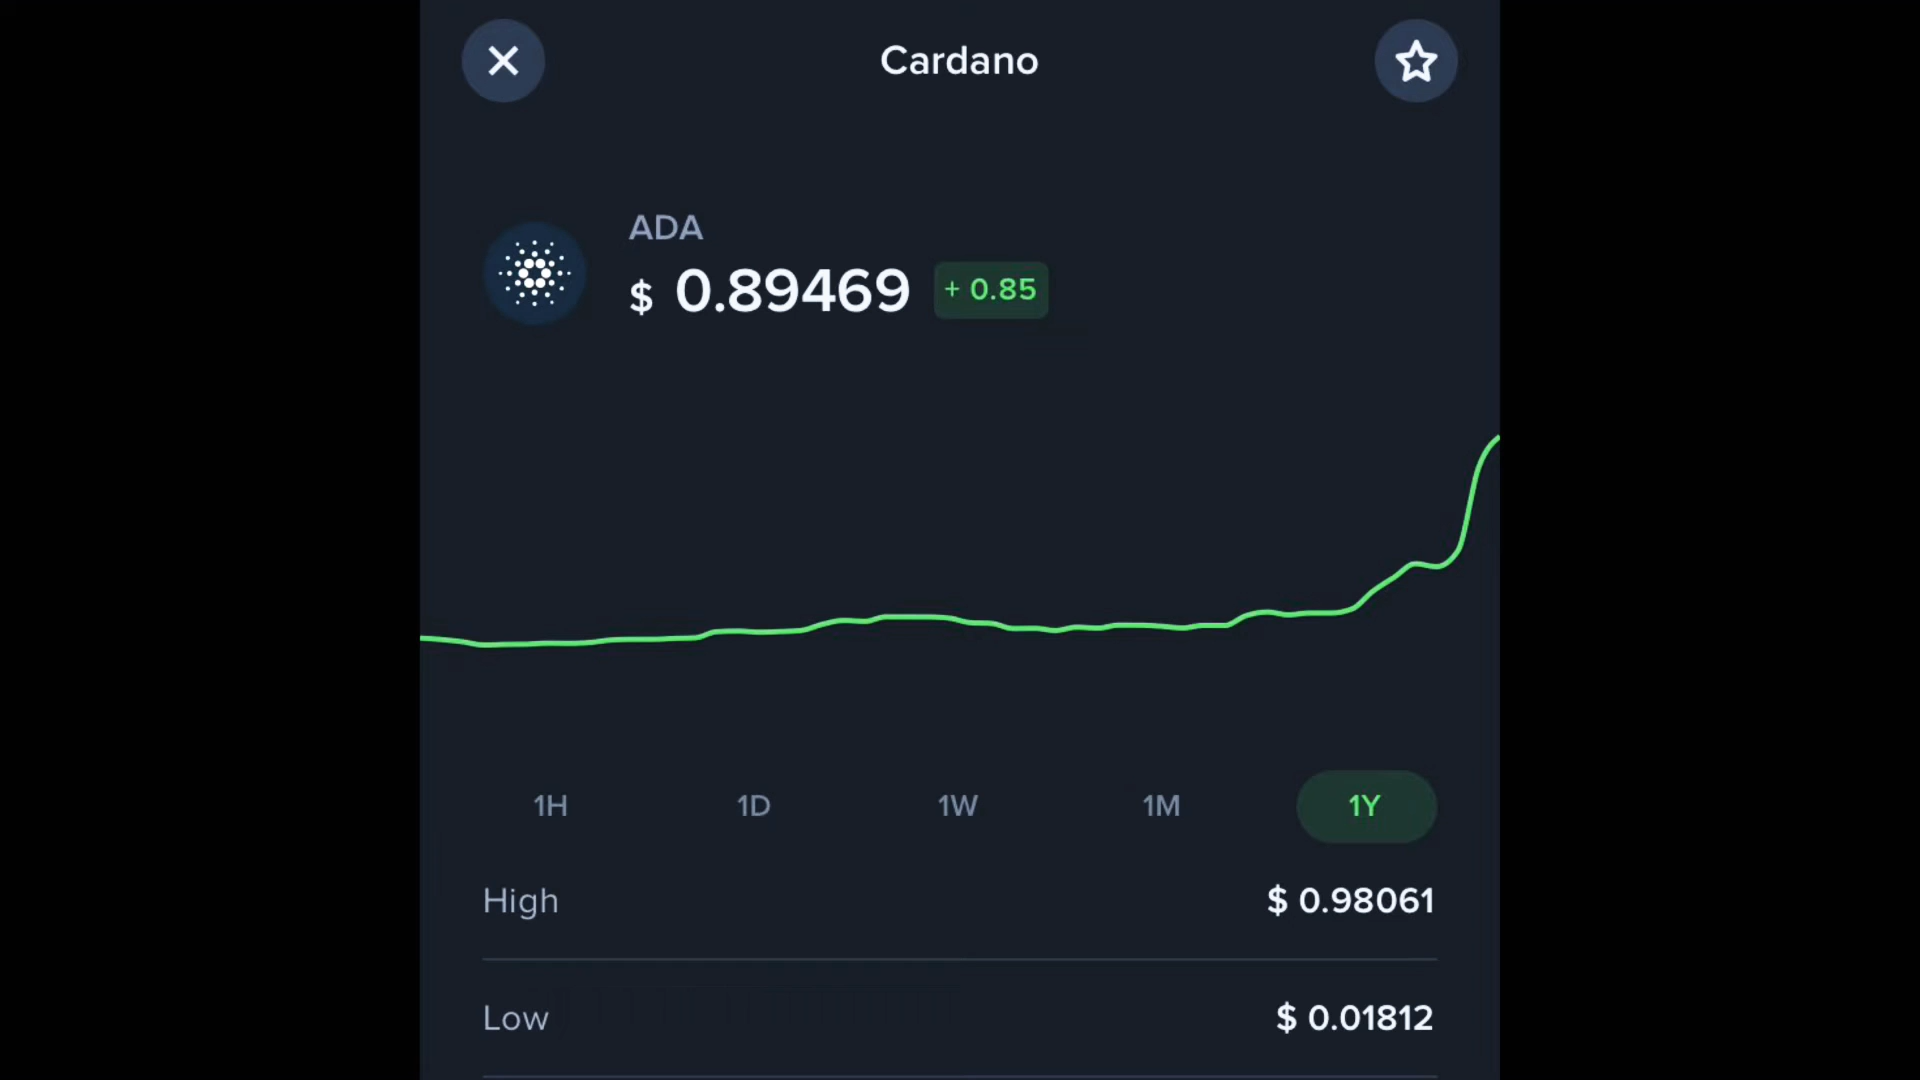 Cardano
ADA
$ 0.89469 + 0.85
1H 1D 1W 1M 1Y
High $ 0.98061
Low $ 0.01812